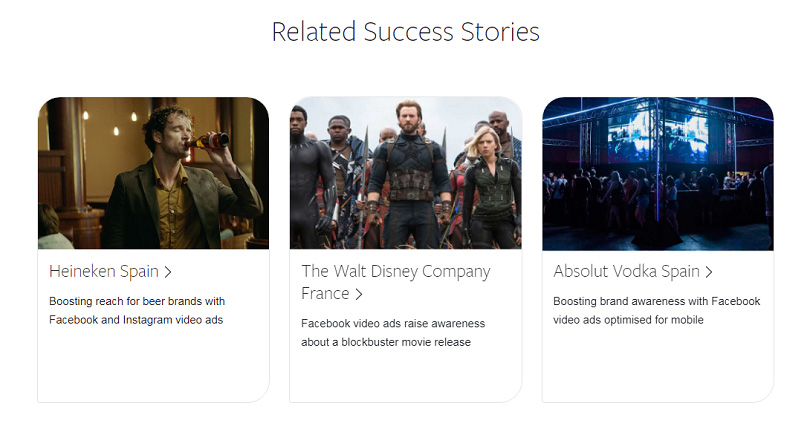 Related Success Stories
Heineken Spain >
Boosting reach for beer brands with
Facebook and Instagram video ads
The Walt Disney Company
France >
Facebook video ads raise awareness
about a blockbuster movie release
Absolut Vodka Spain >
Boosting brand awareness with Facebook
video ads optimised for mobile